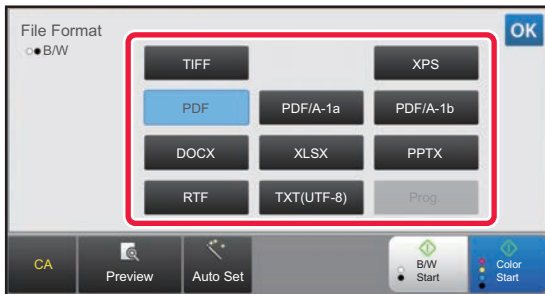 File Format
OK
B/W
TIFF
XPS
PDF
PDF/A-1a
PDF/A-1b
DOCX
XLSX
PPTX
RTF
TXT(UTF-8)
Prog.
CA
Preview
Auto Set
B/W
Start
Color
Start